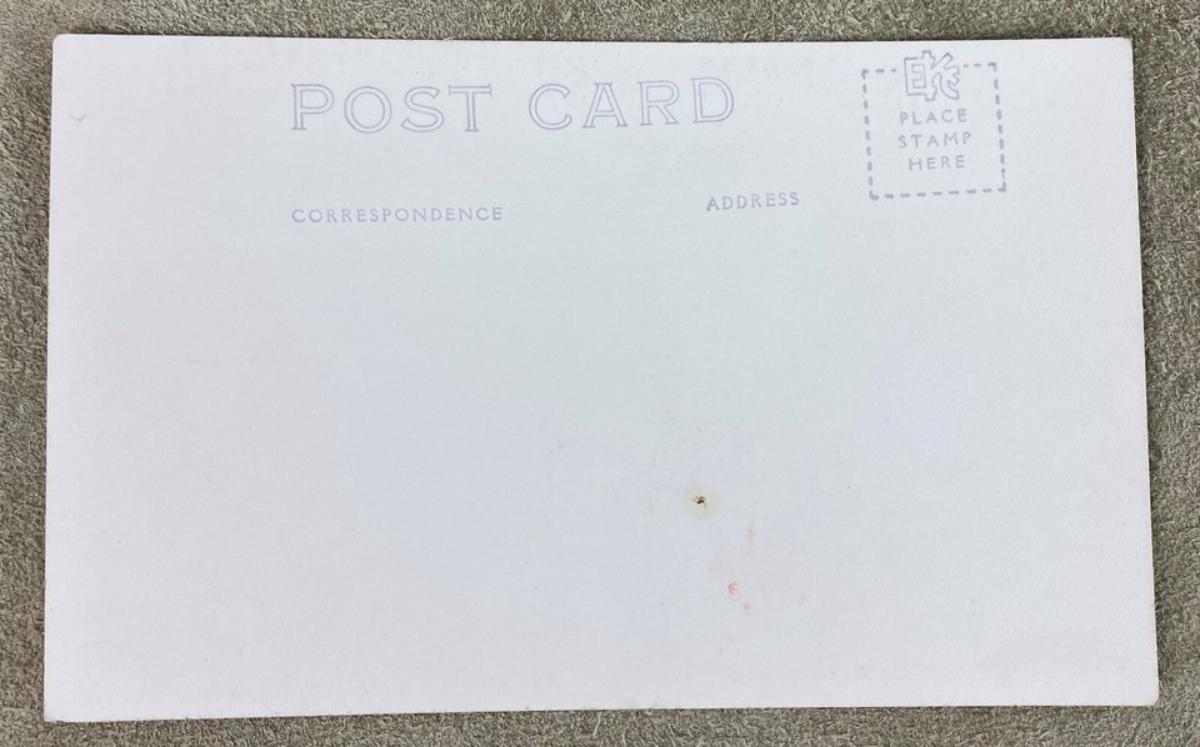 POST CARD
EKC
PLACE
STAMP
HERE
CORRESPONDENCE
ADDRESS